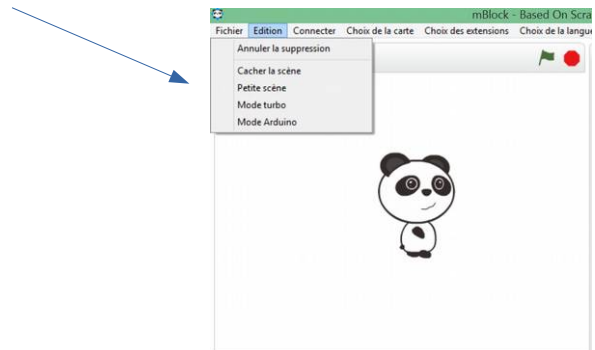 mBlock - Based On Scra
Fichier Edition Connecter Choix de la carte Choix des extensions Choix de la langue
Annuler la suppression
Cacher la scène
Petite scène
Mode turbo
Mode Arduino